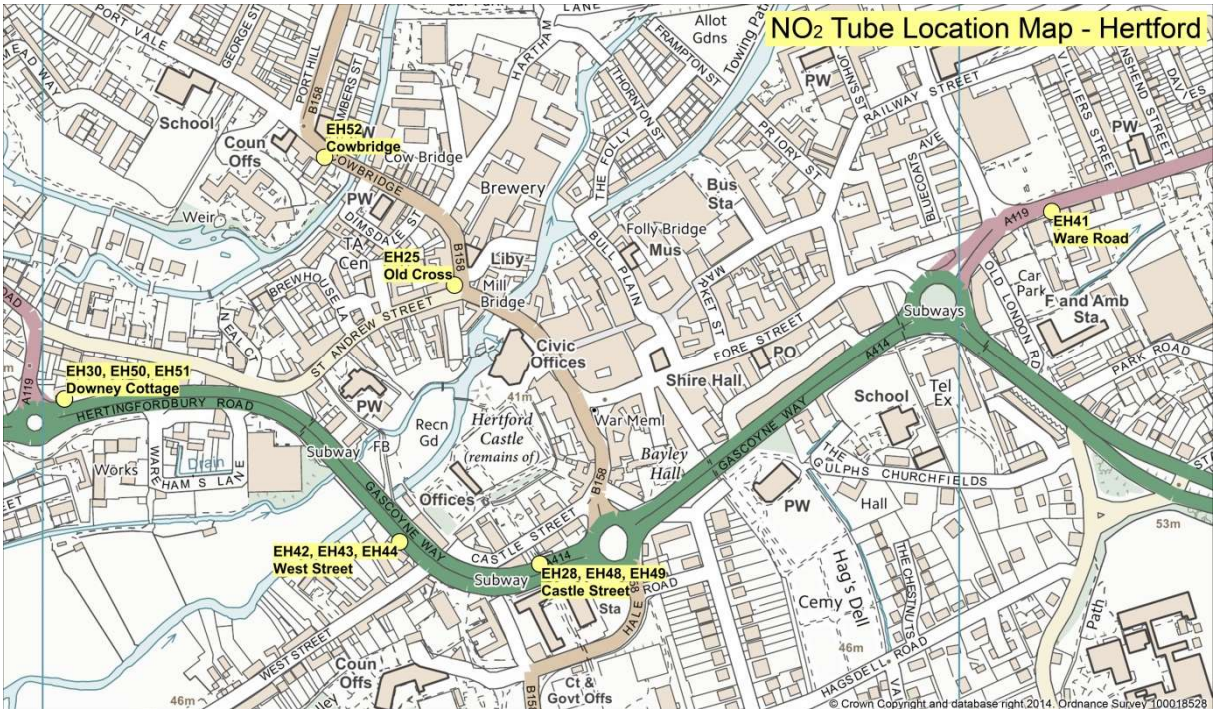 NO2 Tube Location Map - Hertford
LANE
Allot
Gdns
Towing Path
FRAMPTON ST
THORNTON ST
HARTHAM
PORT VALE
GEORGE ST
PORT HILL
B158
School
Coun
Offs
EH52
Cowbridge
COWBRIDGE
Cow Bridge
PW
Brewery
THE FOLLY
PW
RAILWAY STREET
VILLIERS STREET
PW
PRIORY ST
BLUECOATS AVE
Bus
Sta
Weir
PW
DIMSDALE ST
TA
Cen
EH25
Old Cross
B158
Liby
Mill
Bridge
Folly Bridge
Mus
BULL PLAIN
MARKET ST
A119
EH41
Ware Road
OLD LONDON RD
Car
Park
F and Amb
Sta
PARK ROAD
Subways
BREWHOUSE LA
NEAL CT
ST ANDREW STREET
Civic
Offices
FORE STREET
PO
A414
Shire Hall
EH30, EH50, EH51
Downey Cottage
A119
HERTINGFORDBURY ROAD
PW
41m
Hertford
Castle
(remains of)
War Meml
Bayley
Hall
School
Tel
Ex
Recn
Gd
FB
Subway
Works
Drain
WAREHAM'S LANE
GASCOYNE WAY
Offices
B158
GASCOYNE WAY
THE
GULPHS
CHURCHFIELDS
Hall
PW
CASTLE STREET
EH42, EH43, EH44
West Street
Subway
A414
EH28, EH48, EH49
Castle Street
Sta
HALE ROAD
53m
Hag's Dell
THE CHESTNUTS
Cemy
Path
WEST STREET
Coun
Offs
46m
46m
HAGSDELL ROAD
Ct &
Govt Offs
B158
© Crown Copyright and database right 2014. Ordnance Survey 100018528